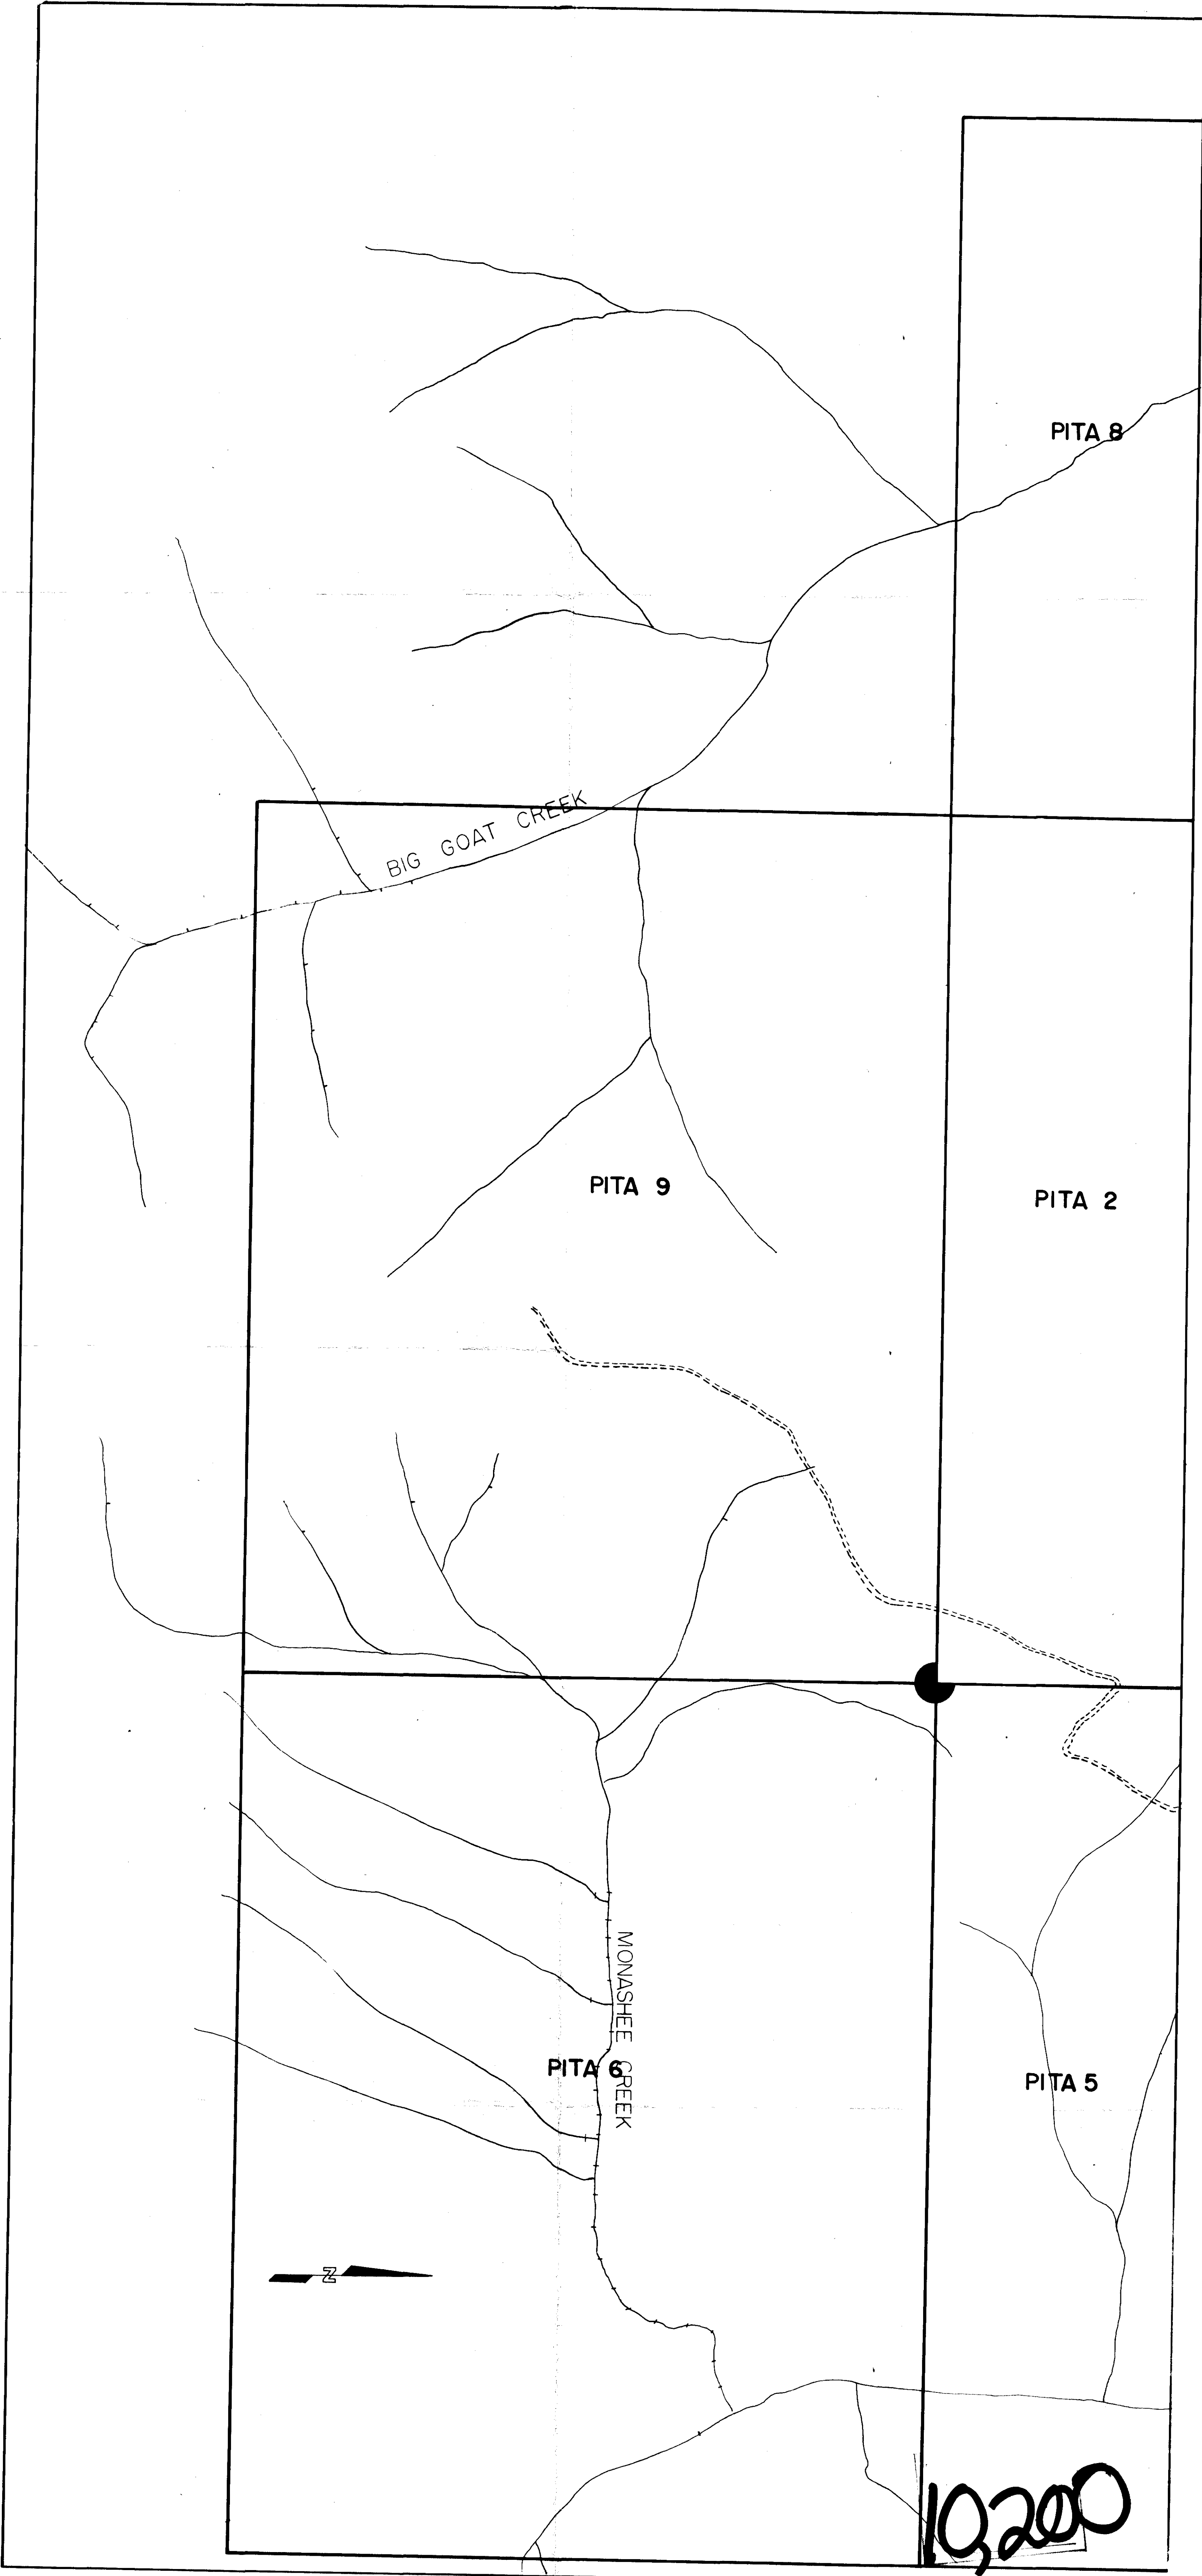 PITA 8
BIG GOAT CREEK
PITA 9
PITA 2
MONASHEE CREEK
PITA 6
PITA 5
N
10,200